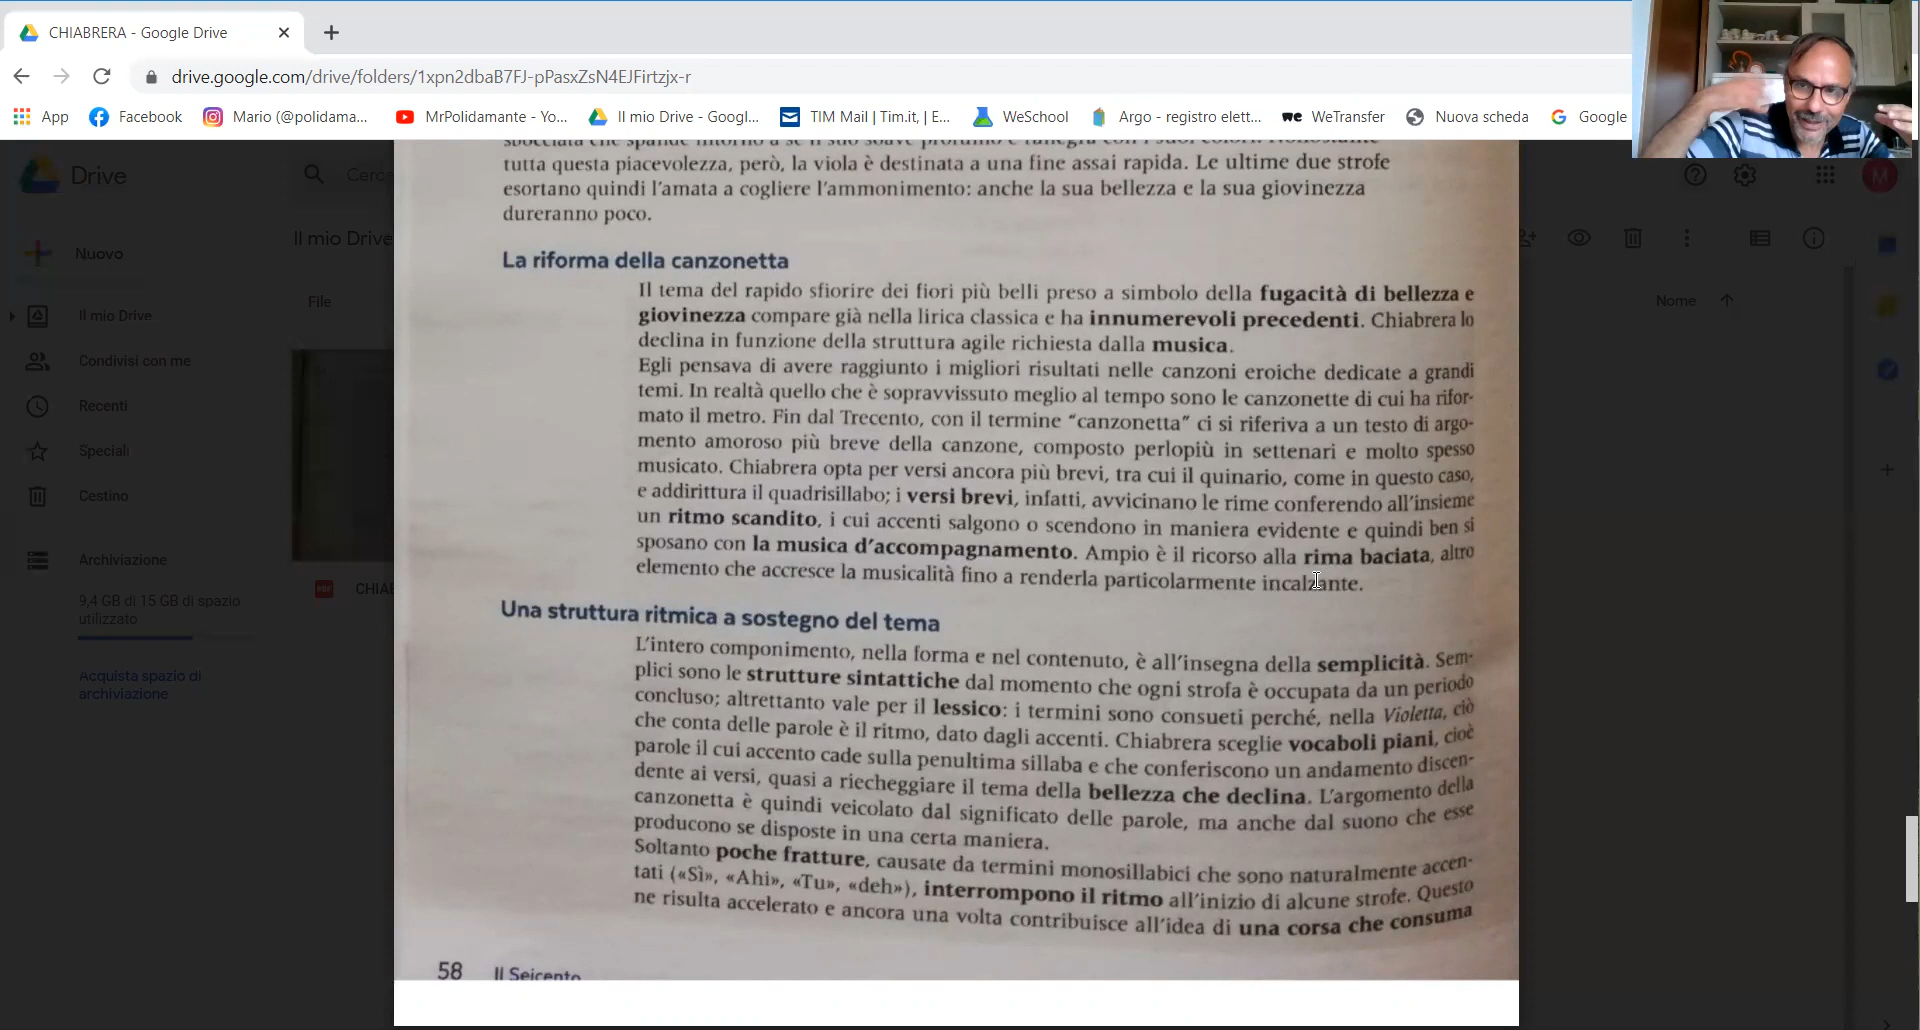 CHIABRERA - Google Drive
drive.google.com/drive/folders/1xpn2dbaB7FJ-pPasxZsN4EJFirtzjx-r
App Facebook Mario (@polidama... MrPolidamante - Yo... Il mio Drive - Googl... TIM Mail | Tim.it, | E... WeSchool Argo - registro elett... WeTransfer Nuova scheda Google
Drive
Cerc
M
Il mio Drive
Nuovo
File
Nome
Il mio Drive
Condivisi con me
Recenti
Speciali
Cestino
Archiviazione
9,4 GB di 15 GB di spazio
utilizzato
Acquista spazio di
archiviazione
CHIAB
sbocciata che spande intorno a sé il suo soave profumo e rallegra con i suoi colori. Nonostante
tutta questa piacevolezza, però, la viola è destinata a una fine assai rapida. Le ultime due strofe
esortano quindi l'amata a cogliere l'ammonimento: anche la sua bellezza e la sua giovinezza
dureranno poco.
La riforma della canzonetta
Il tema del rapido sfiorire dei fiori più belli preso a simbolo della fugacità di bellezza e
giovinezza compare già nella lirica classica e ha innumerevoli precedenti. Chiabrera lo
declina in funzione della struttura agile richiesta dalla musica.
Egli pensava di avere raggiunto i migliori risultati nelle canzoni eroiche dedicate a grandi
temi. In realtà quello che è sopravvissuto meglio al tempo sono le canzonette di cui ha rifor-
mato il metro. Fin dal Trecento, con il termine "canzonetta" ci si riferiva a un testo di argo-
mento amoroso più breve della canzone, composto perlopiù in settenari e molto spesso
musicato. Chiabrera opta per versi ancora più brevi, tra cui il quinario, come in questo caso,
e addirittura il quadrisillabo; i versi brevi, infatti, avvicinano le rime conferendo all'insieme
un ritmo scandito, i cui accenti salgono o scendono in maniera evidente e quindi ben si
sposano con la musica d'accompagnamento. Ampio è il ricorso alla rima baciata, altro
elemento che accresce la musicalità fino a renderla particolarmente incalzante.
Una struttura ritmica a sostegno del tema
L'intero componimento, nella forma e nel contenuto, è all'insegna della semplicità. Sem-
plici sono le strutture sintattiche dal momento che ogni strofa è occupata da un periodo
concluso; altrettanto vale per il lessico: i termini sono consueti perché, nella Violetta, ciò
che conta delle parole è il ritmo, dato dagli accenti. Chiabrera sceglie vocaboli piani, cioè
parole il cui accento cade sulla penultima sillaba e che conferiscono un andamento discen-
dente ai versi, quasi a riecheggiare il tema della bellezza che declina. L'argomento della
canzonetta è quindi veicolato dal significato delle parole, ma anche dal suono che esse
producono se disposte in una certa maniera.
Soltanto poche fratture, causate da termini monosillabici che sono naturalmente accen-
tati («Sì», «Ahi», «Tu», «deh»), interrompono il ritmo all'inizio di alcune strofe. Questo
ne risulta accelerato e ancora una volta contribuisce all'idea di una corsa che consuma
58 Il Seicento